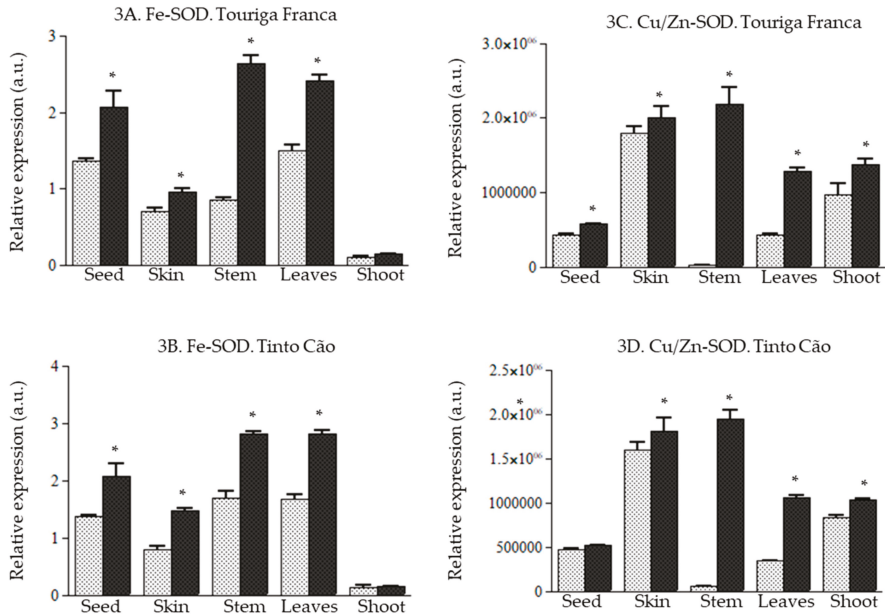 3A. Fe-SOD. Touriga Franca
Relative expression (a.u.)
3
2
1
0
* * * *
Seed Skin Stem Leaves Shoot
3C. Cu/Zn-SOD. Touriga Franca
Relative expression (a.u.)
3.0×10⁰⁶
2.0×10⁰⁶
1000000
0
* * * * *
Seed Skin Stem Leaves Shoot
3B. Fe-SOD. Tinto Cão
Relative expression (a.u.)
4
3
2
1
0
* * * *
Seed Skin Stem Leaves Shoot
3D. Cu/Zn-SOD. Tinto Cão
Relative expression (a.u.)
2.5×10⁰⁶
2.0×10⁰⁶
1.5×10⁰⁶
1000000
500000
0
* * * * *
Seed Skin Stem Leaves Shoot